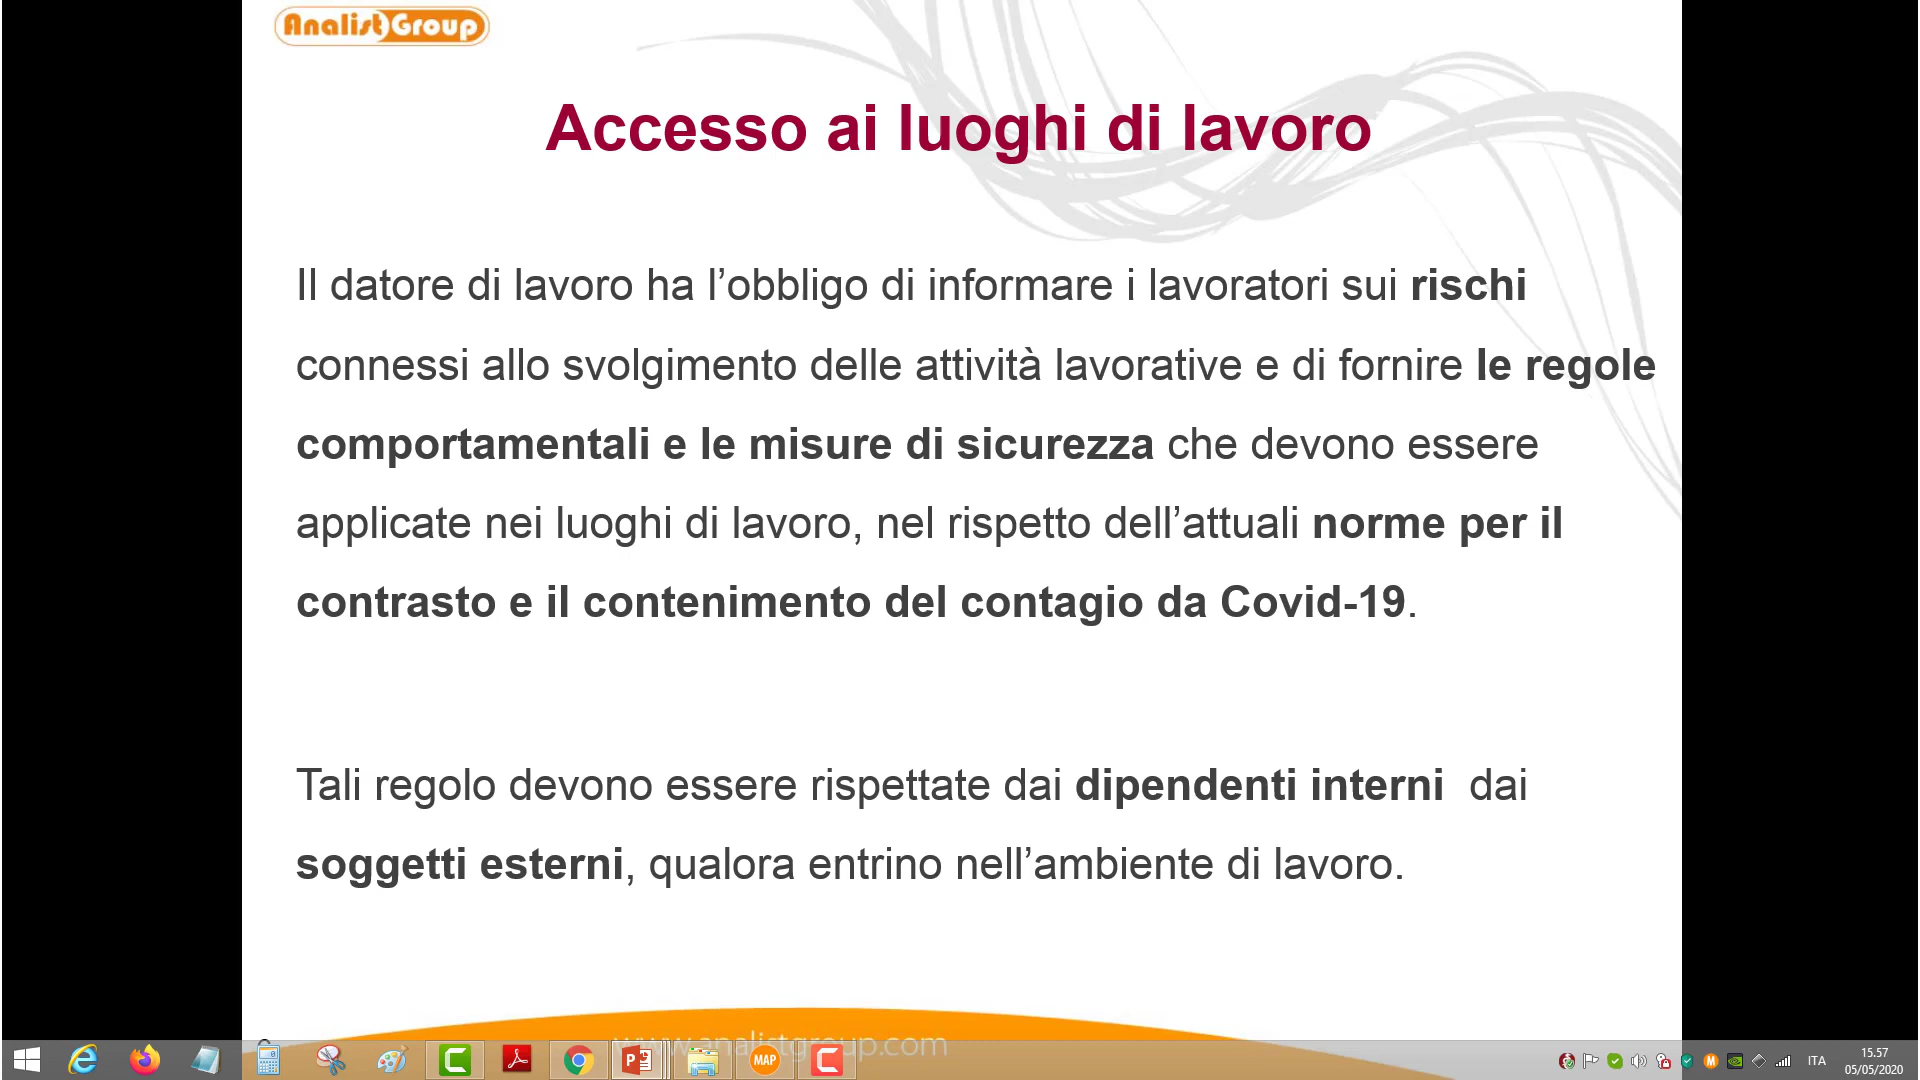 Analist Group
Accesso ai luoghi di lavoro
Il datore di lavoro ha l’obbligo di informare i lavoratori sui rischi
connessi allo svolgimento delle attività lavorative e di fornire le regole
comportamentali e le misure di sicurezza che devono essere
applicate nei luoghi di lavoro, nel rispetto dell’attuali norme per il
contrasto e il contenimento del contagio da Covid-19.
Tali regolo devono essere rispettate dai dipendenti interni  dai
soggetti esterni, qualora entrino nell’ambiente di lavoro.
www.analistgroup.com
MAP
ITA
15.57
05/05/2020